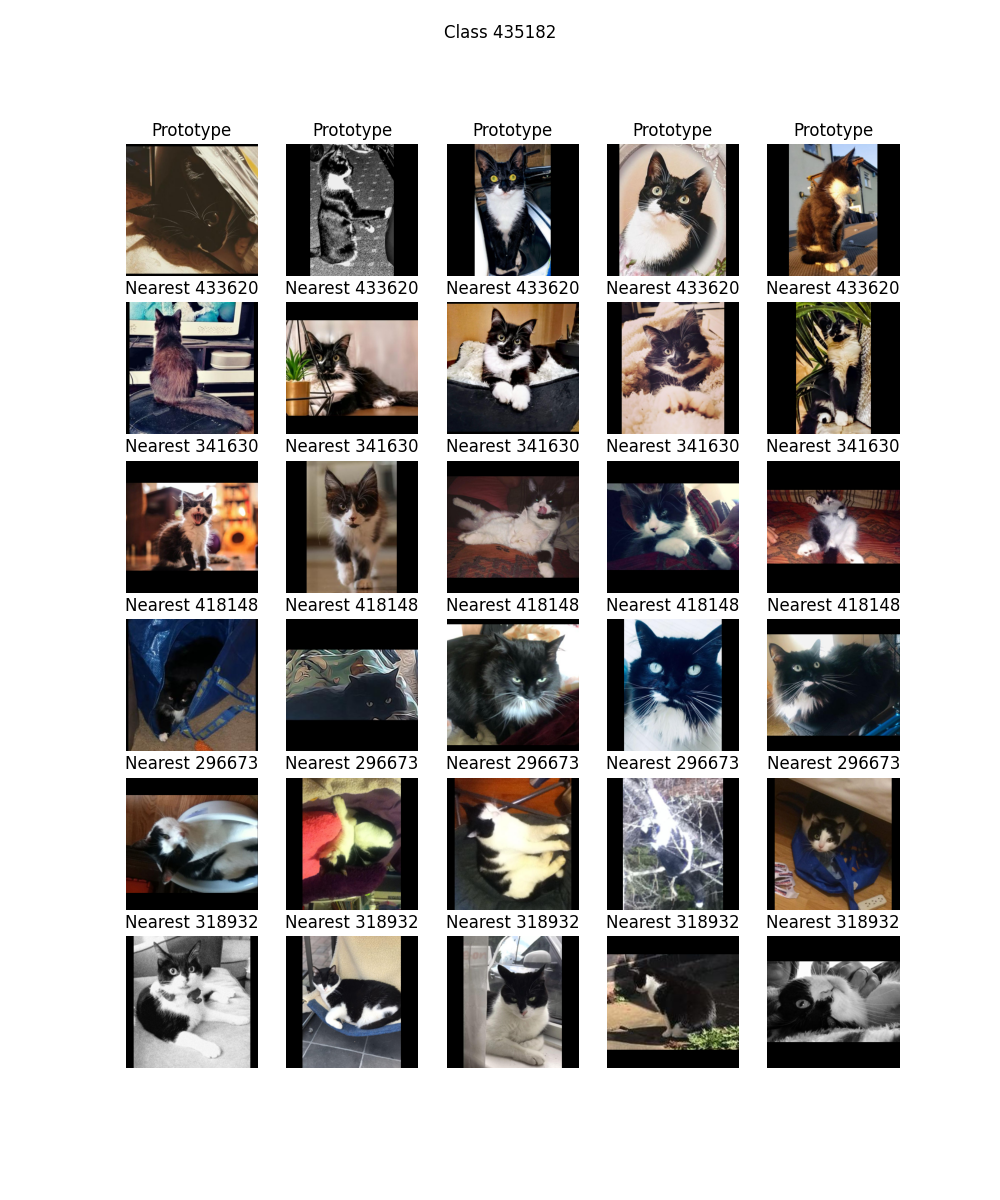 Class 435182
Prototype Prototype Prototype Prototype Prototype
Nearest 433620 Nearest 433620 Nearest 433620 Nearest 433620 Nearest 433620
Nearest 341630 Nearest 341630 Nearest 341630 Nearest 341630 Nearest 341630
Nearest 418148 Nearest 418148 Nearest 418148 Nearest 418148 Nearest 418148
Nearest 296673 Nearest 296673 Nearest 296673 Nearest 296673 Nearest 296673
Nearest 318932 Nearest 318932 Nearest 318932 Nearest 318932 Nearest 318932